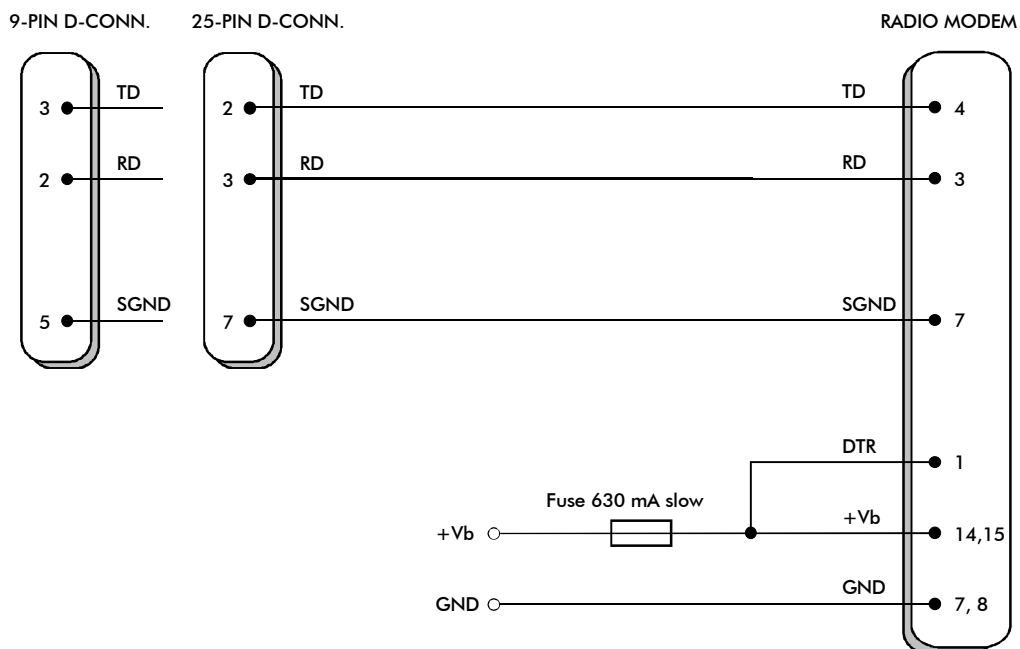 9-PIN D-CONN. 25-PIN D-CONN. RADIO MODEM
3 TD 2 TD TD 4
2 RD 3 RD RD 3
5 SGND 7 SGND SGND 7
DTR 1
Fuse 630 mA slow
+Vb +Vb 14,15
GND GND 7, 8